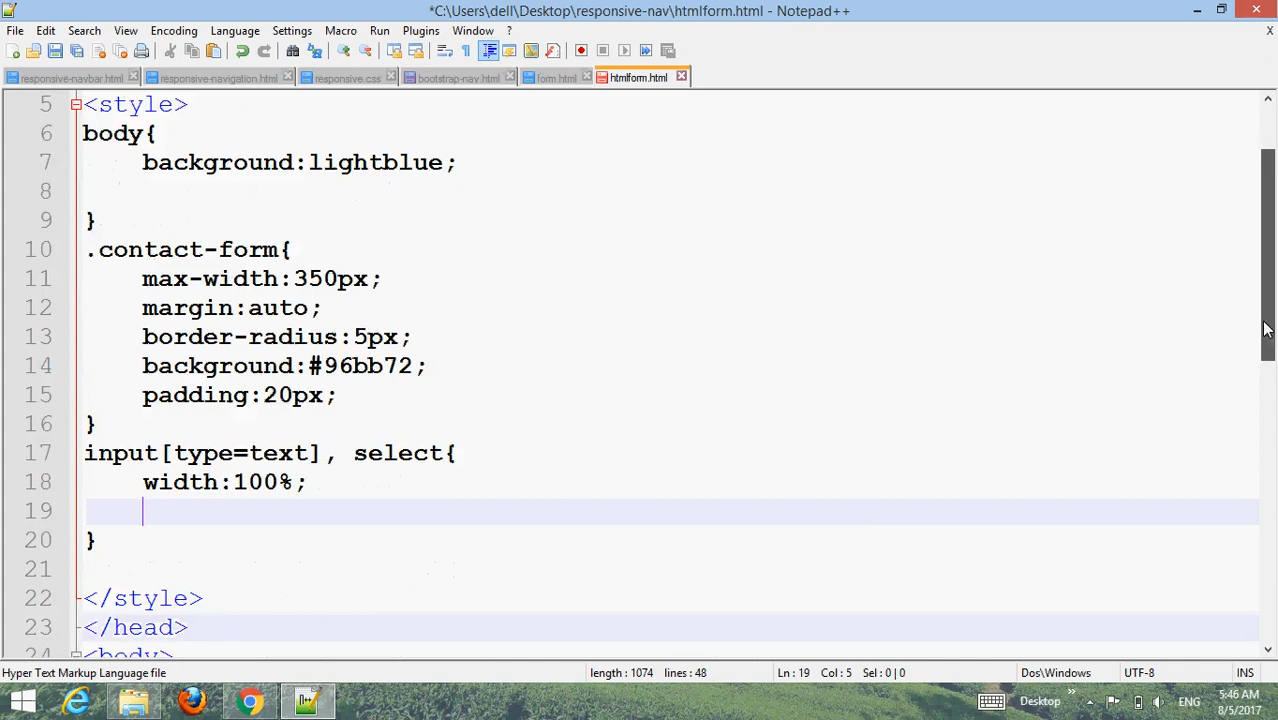 *C:\Users\dell\Desktop\responsive-nav\htmlform.html - Notepad++
File Edit Search View Encoding Language Settings Macro Run Plugins Window ?
X
responsive-navbar.html responsive-navigation.html responsive.css bootstrap-nav.html form.html htmlform.html
5 <style>
6 body{
7 background:lightblue;
8
9 }
10 .contact-form{
11 max-width:350px;
12 margin:auto;
13 border-radius:5px;
14 background:#96bb72;
15 padding:20px;
16 }
17 input[type=text], select{
18 width:100%;
19
20 }
21
22 </style>
23 </head>
24 <body>
Hyper Text Markup Language file length : 1074 lines : 48 Ln : 19 Col : 5 Sel : 0 | 0 Dos\Windows UTF-8 INS
Desktop ENG 5:46 AM
8/5/2017